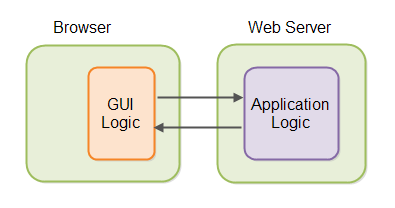 Browser
Web Server
GUI
Logic
Application
Logic